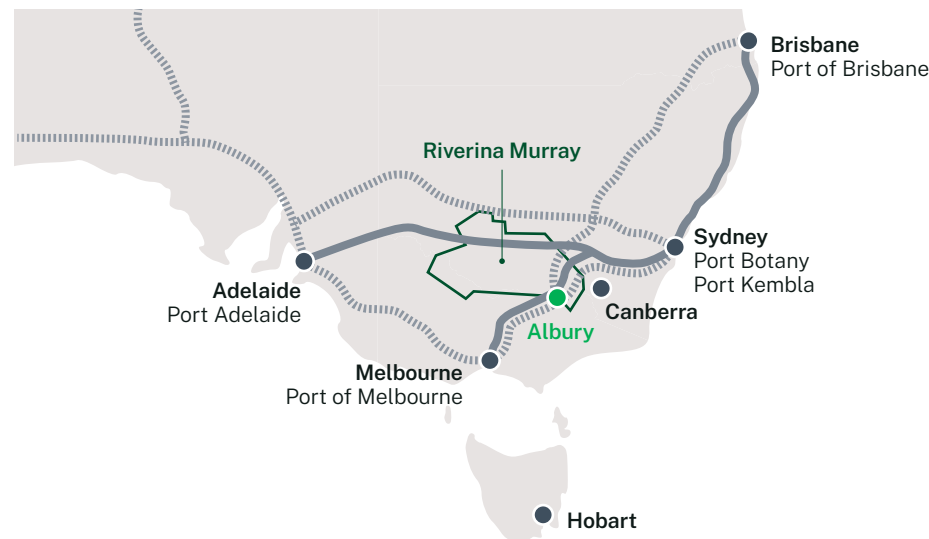 Brisbane
Port of Brisbane
Riverina Murray
Sydney
Port Botany
Port Kembla
Adelaide
Port Adelaide
Canberra
Albury
Melbourne
Port of Melbourne
Hobart